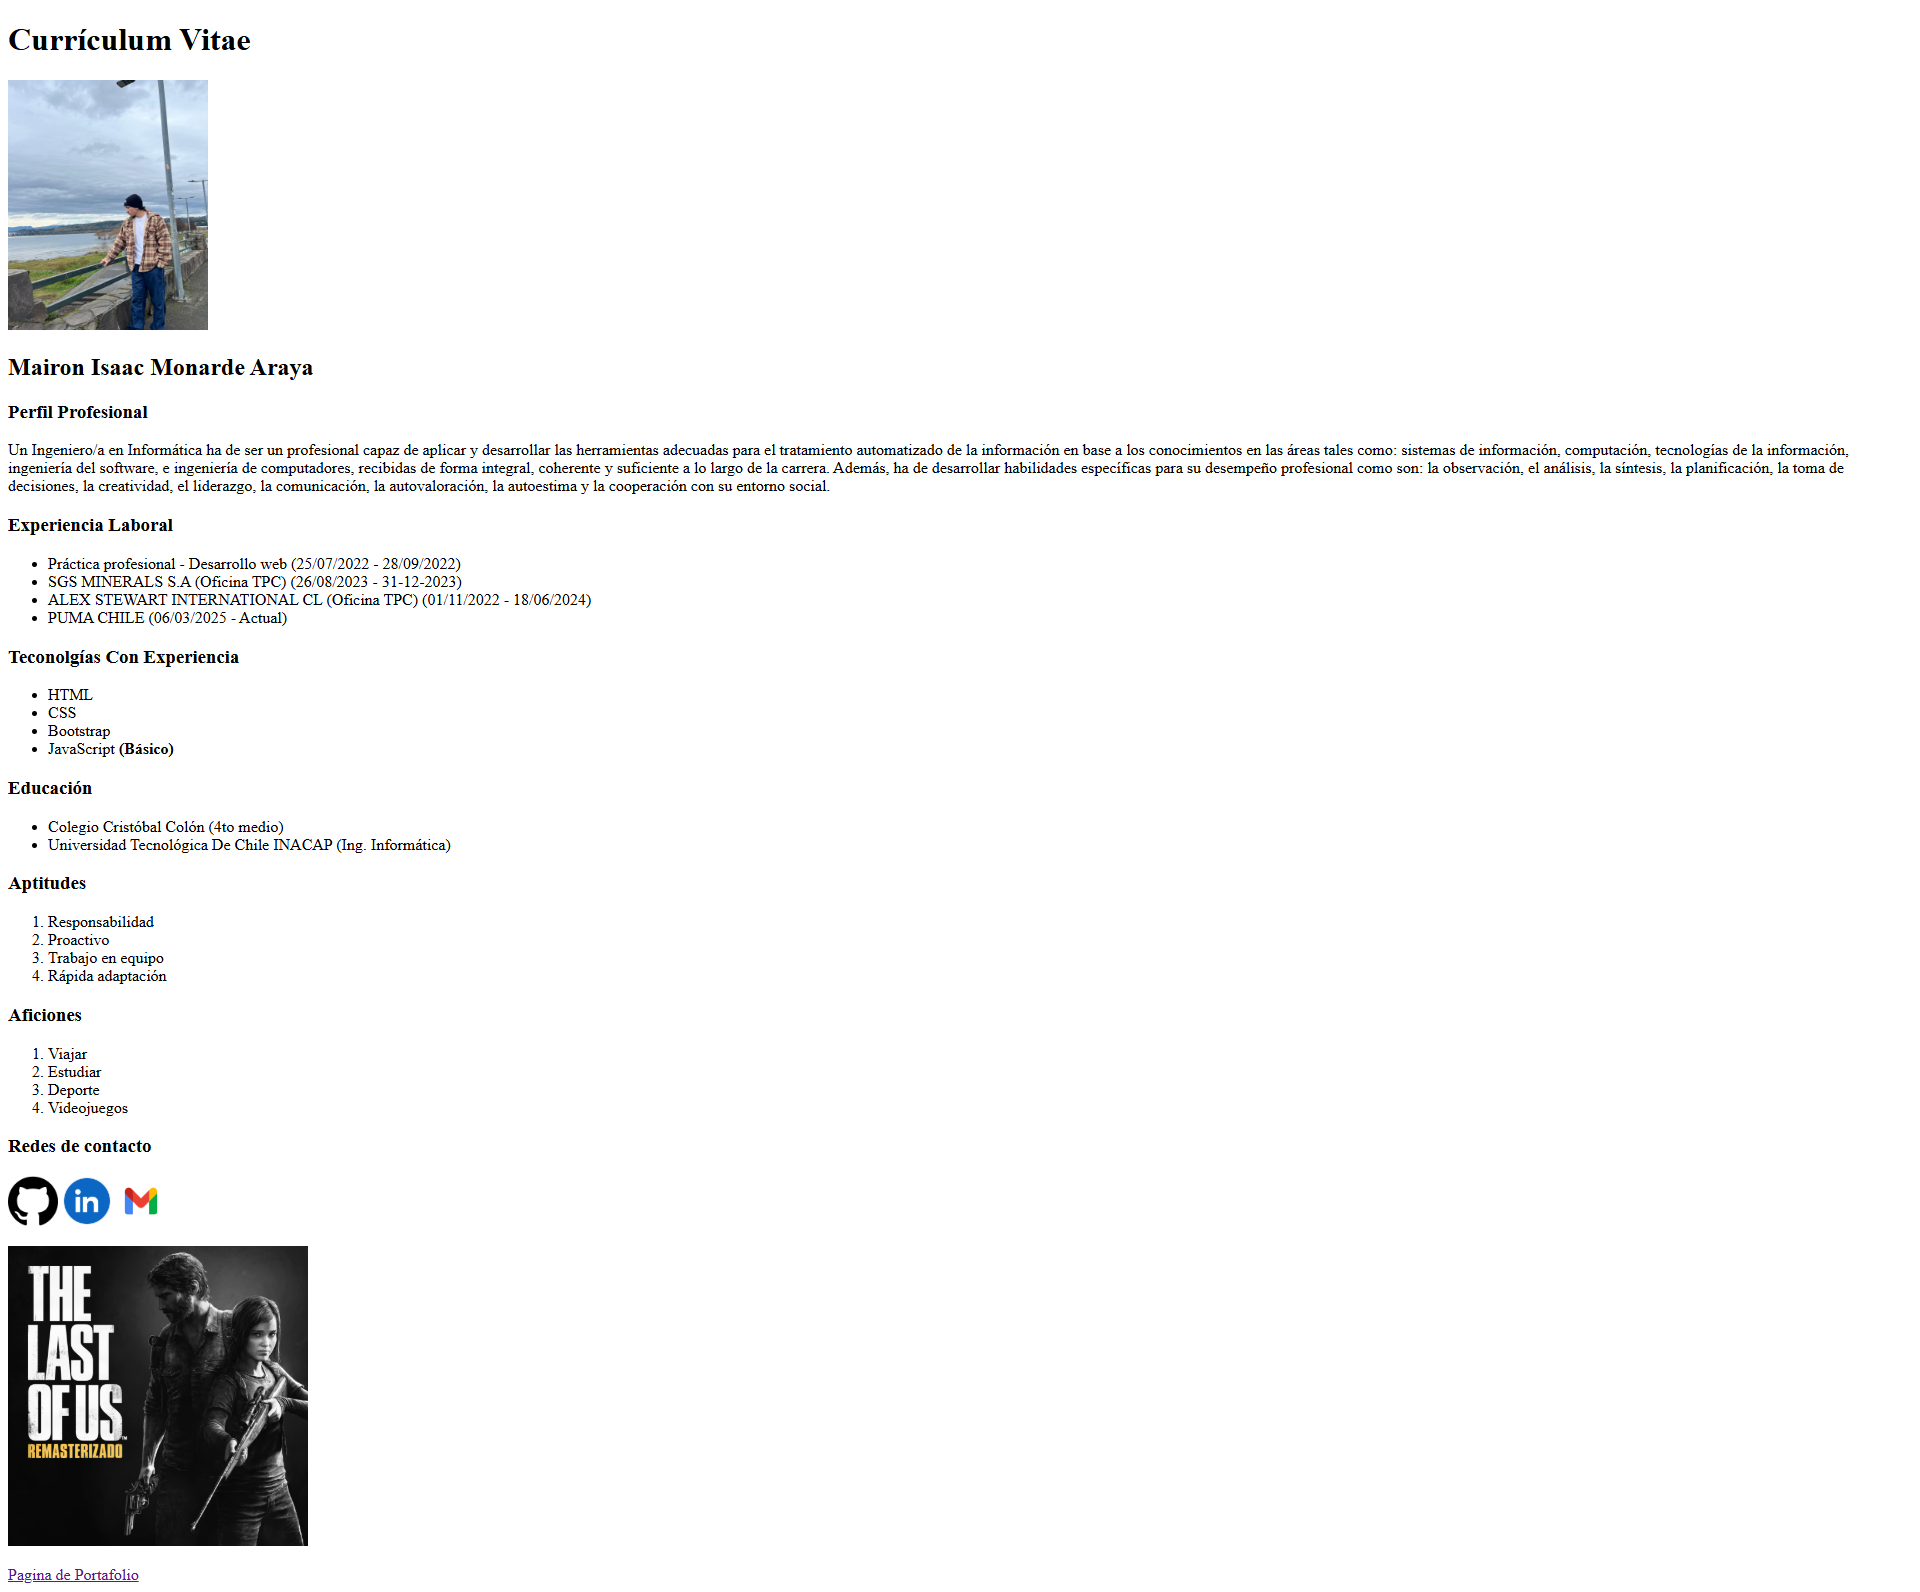 Currículum Vitae
Mairon Isaac Monarde Araya
Perfil Profesional
Un Ingeniero/a en Informática ha de ser un profesional capaz de aplicar y desarrollar las herramientas adecuadas para el tratamiento automatizado de la información en base a los conocimientos en las áreas tales como: sistemas de información, computación, tecnologías de la información,
ingeniería del software, e ingeniería de computadores, recibidas de forma integral, coherente y suficiente a lo largo de la carrera. Además, ha de desarrollar habilidades específicas para su desempeño profesional como son: la observación, el análisis, la síntesis, la planificación, la toma de
decisiones, la creatividad, el liderazgo, la comunicación, la autovaloración, la autoestima y la cooperación con su entorno social.
Experiencia Laboral
• Práctica profesional - Desarrollo web (25/07/2022 - 28/09/2022)
• SGS MINERALS S.A (Oficina TPC) (26/08/2023 - 31-12-2023)
• ALEX STEWART INTERNATIONAL CL (Oficina TPC) (01/11/2022 - 18/06/2024)
• PUMA CHILE (06/03/2025 - Actual)
Teconolgías Con Experiencia
• HTML
• CSS
• Bootstrap
• JavaScript (Básico)
Educación
• Colegio Cristóbal Colón (4to medio)
• Universidad Tecnológica De Chile INACAP (Ing. Informática)
Aptitudes
1. Responsabilidad
2. Proactivo
3. Trabajo en equipo
4. Rápida adaptación
Aficiones
1. Viajar
2. Estudiar
3. Deporte
4. Videojuegos
Redes de contacto
in
THE
LAST
OF US™
REMASTERIZADO
Pagina de Portafolio